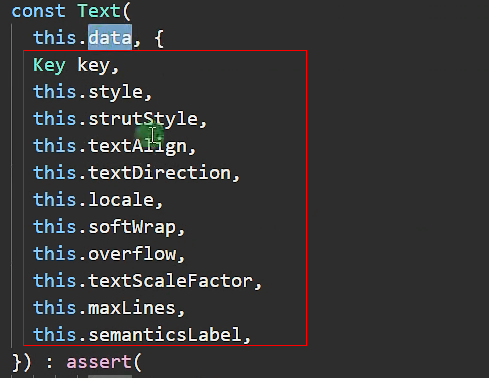 const Text(
this.data, {
Key key,
this.style,
this.strutStyle,
this.textAlign,
this.textDirection,
this.locale,
this.softWrap,
this.overflow,
this.textScaleFactor,
this.maxLines,
this.semanticsLabel,
}) : assert(